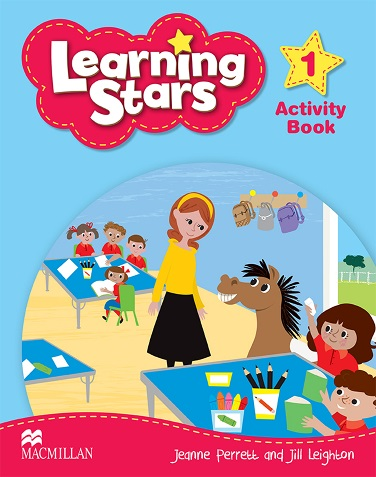 Learning
Stars
1
Activity
Book
MACMILLAN
Jeanne Perrett and Jill Leighton